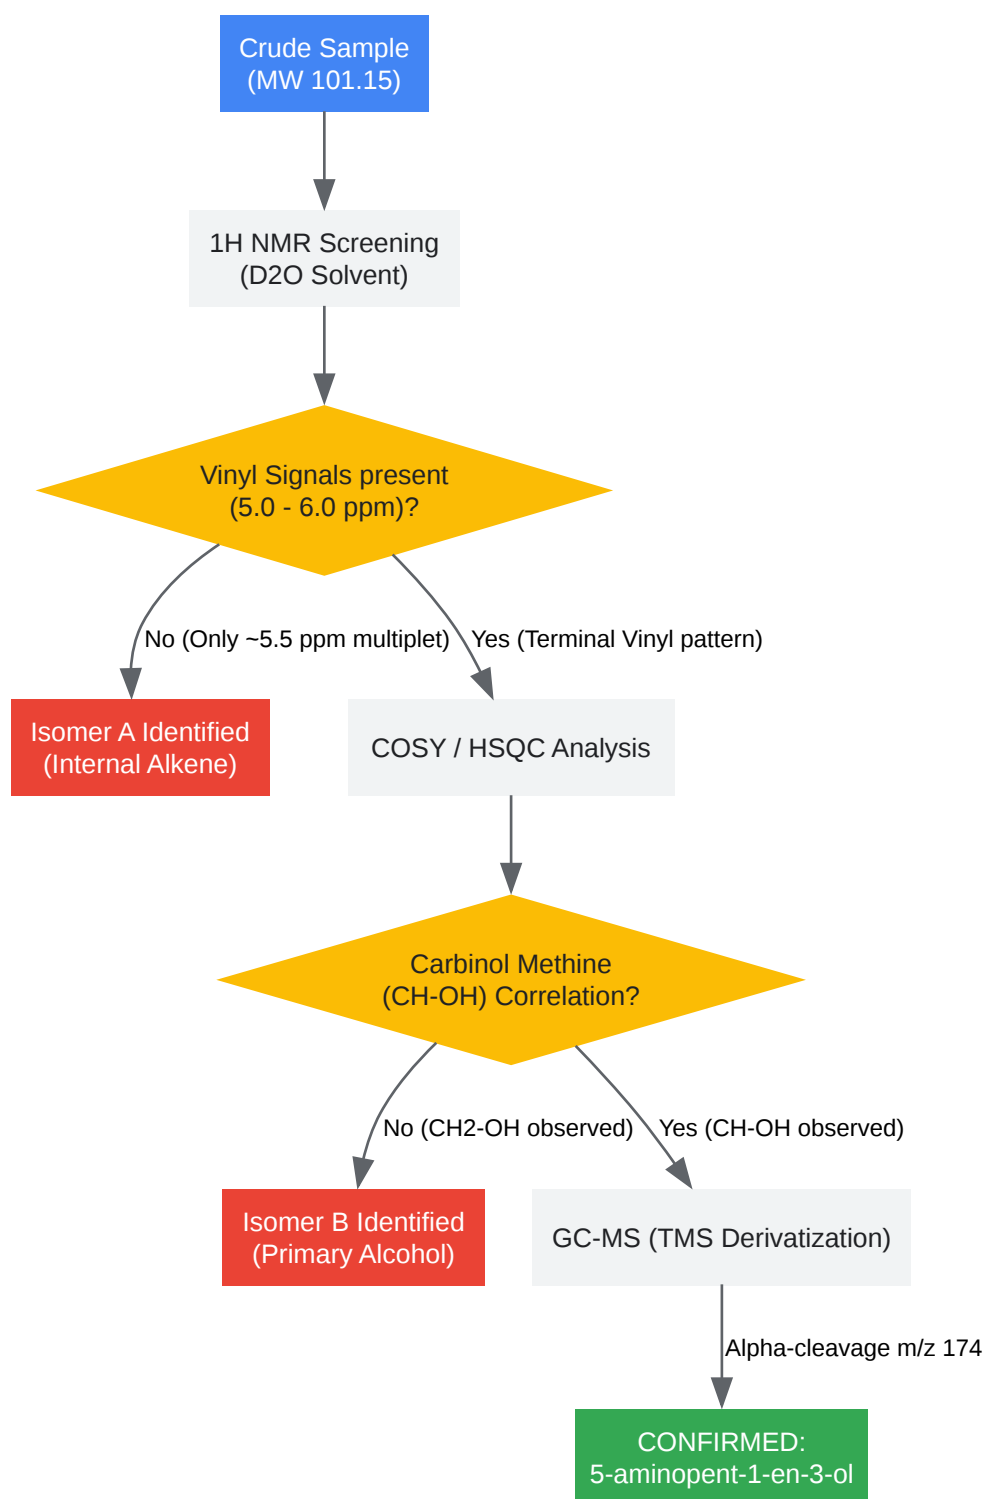 Crude Sample
(MW 101.15)
1H NMR Screening
(D2O Solvent)
Vinyl Signals present
(5.0 - 6.0 ppm)?
No (Only ~5.5 ppm multiplet)
Yes (Terminal Vinyl pattern)
Isomer A Identified
(Internal Alkene)
COSY / HSQC Analysis
Carbinol Methine
(CH-OH) Correlation?
No (CH2-OH observed)
Yes (CH-OH observed)
Isomer B Identified
(Primary Alcohol)
GC-MS (TMS Derivatization)
Alpha-cleavage m/z 174
CONFIRMED:
5-aminopent-1-en-3-ol